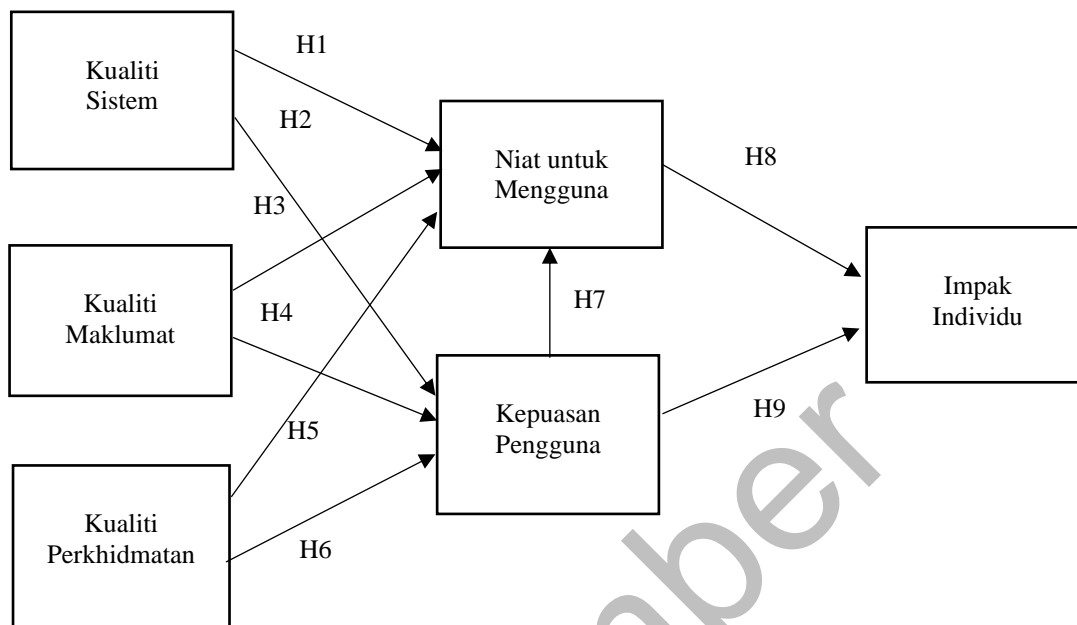 Kualiti
Sistem
H1
H2
H3
Niat untuk
Mengguna
H8
Kualiti
Maklumat
H4
H7
Impak
Individu
H5
Kepuasan
Pengguna
H9
Kualiti
Perkhidmatan
H6
mber